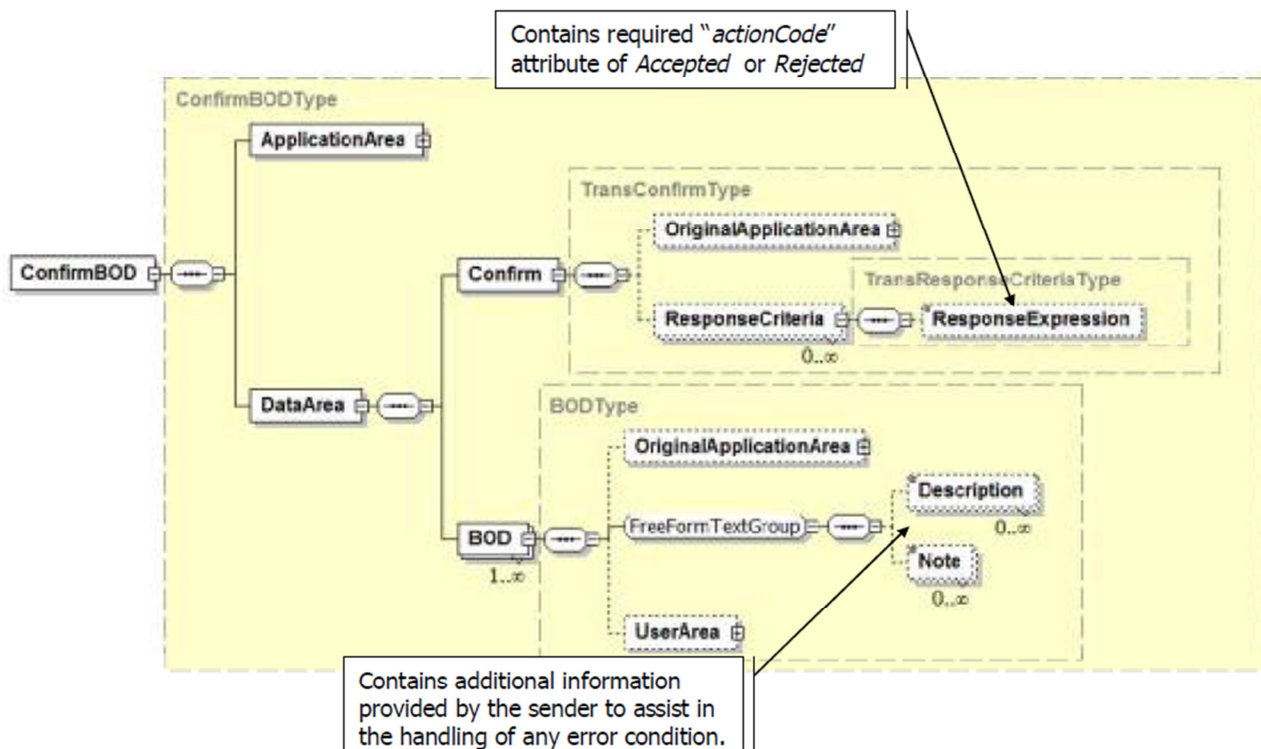 Contains required “actionCode”
attribute of Accepted or Rejected
ConfirmBODType
ApplicationArea
TransConfirmType
OriginalApplicationArea
ConfirmBOD
Confirm
TransResponseCriteriaType
ResponseCriteria
ResponseExpression
0..∞
DataArea
BODType
OriginalApplicationArea
Description
0..∞
BOD
FreeFormTextGroup
1..∞
Note
0..∞
UserArea
Contains additional information
provided by the sender to assist in
the handling of any error condition.